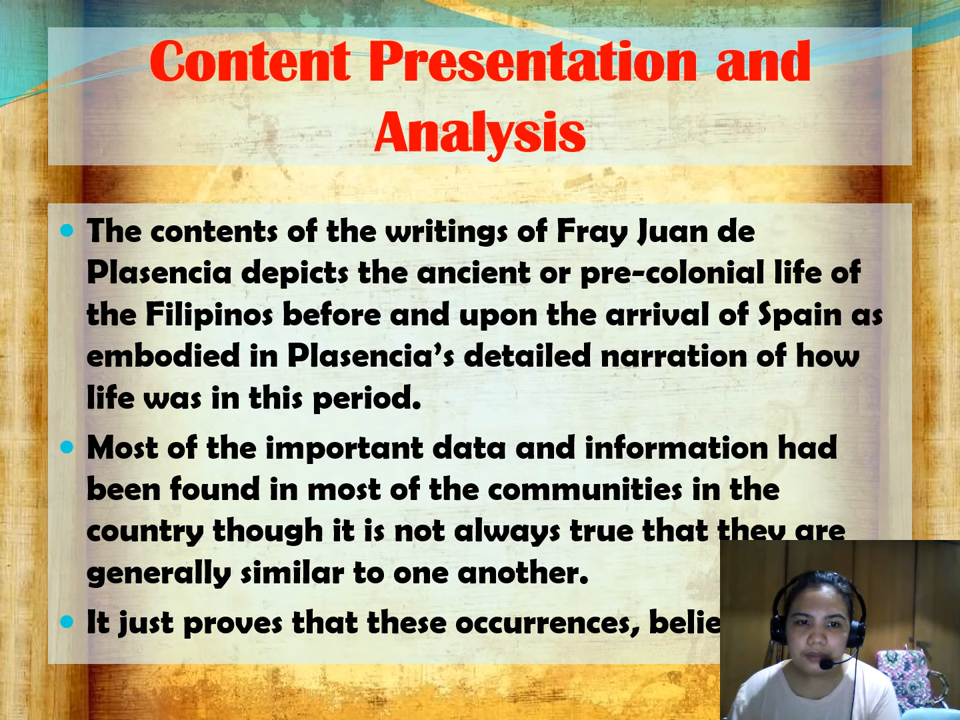 Content Presentation and
Analysis
• The contents of the writings of Fray Juan de
Plasencia depicts the ancient or pre-colonial life of
the Filipinos before and upon the arrival of Spain as
embodied in Plasencia's detailed narration of how
life was in this period.
• Most of the important data and information had
been found in most of the communities in the
country though it is not always true that they are
generally similar to one another.
• It just proves that these occurrences,